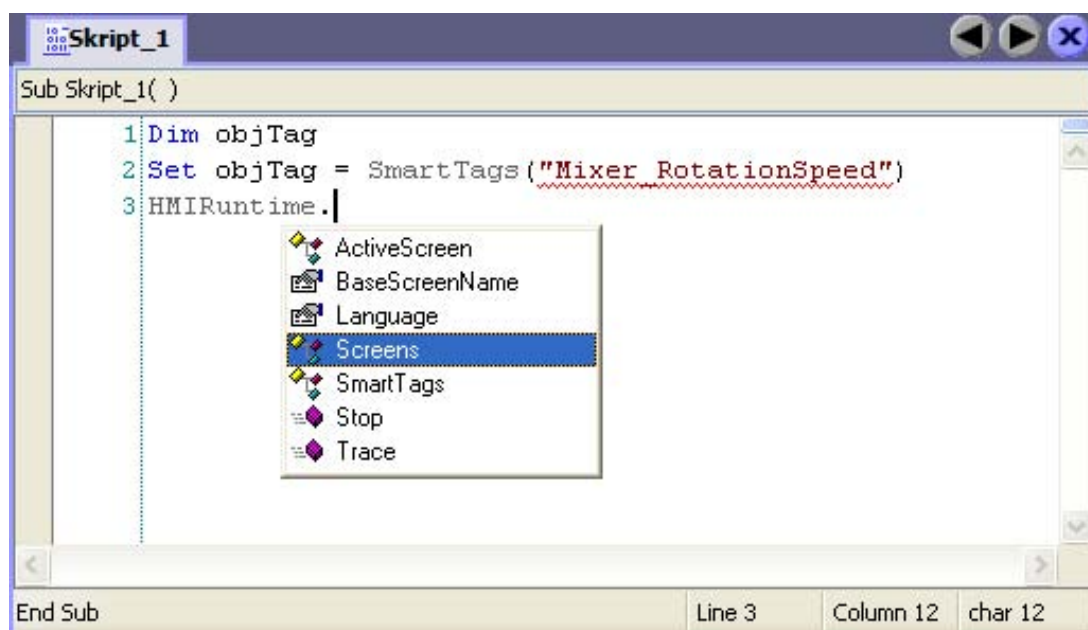 Skript_1
Sub Skript_1( )
1 Dim objTag
2 Set objTag = SmartTags("Mixer_RotationSpeed")
3 HMIRuntime.
ActiveScreen
BaseScreenName
Language
Screens
SmartTags
Stop
Trace
End Sub Line 3 Column 12 char 12